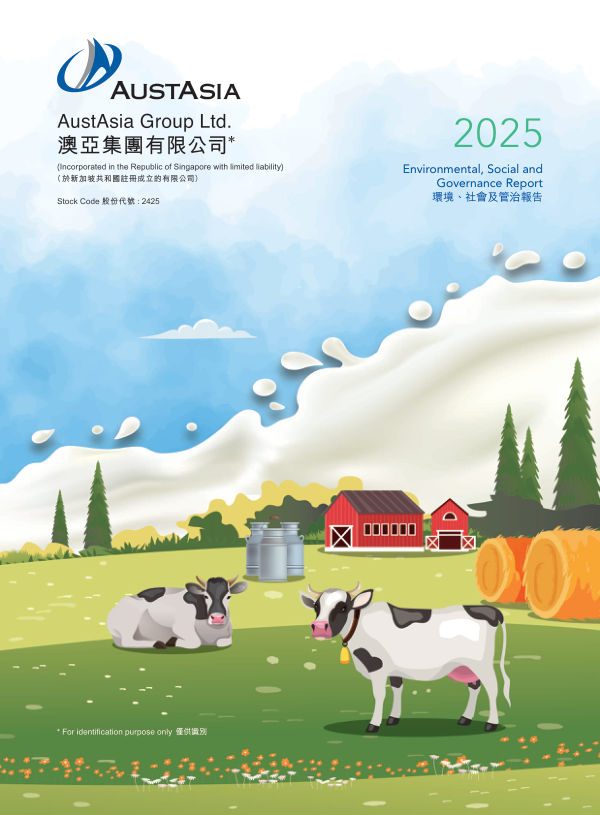 AUSTASIA
AustAsia Group Ltd.
澳亞集團有限公司*
(Incorporated in the Republic of Singapore with limited liability)
(於新加坡共和國註冊成立的有限公司)
Stock Code 股份代號 : 2425
2025
Environmental, Social and
Governance Report
環境、社會及管治報告
* For identification purpose only 僅供識別